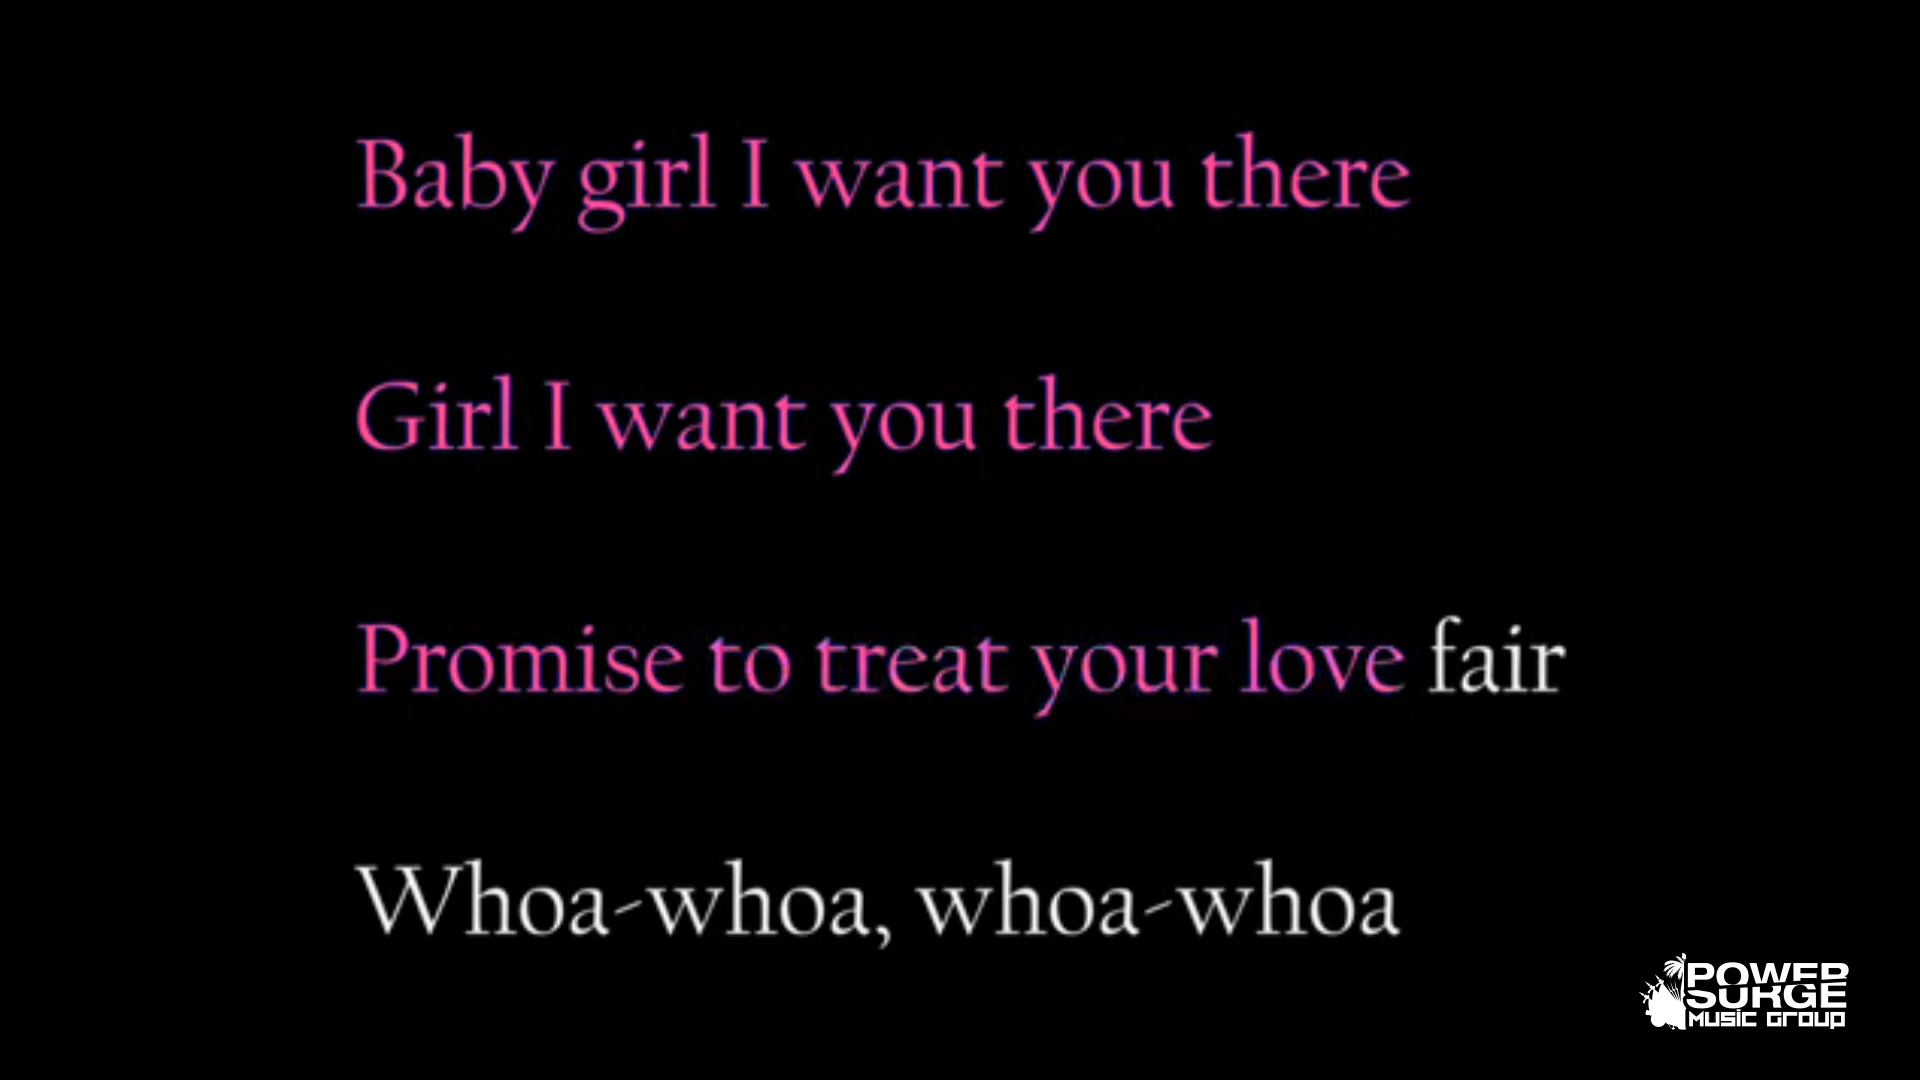 Baby girl I want you there
Girl I want you there
Promise to treat your love fair
Whoa-whoa, whoa-whoa
POWER
SURGE
MUSIC GROUP